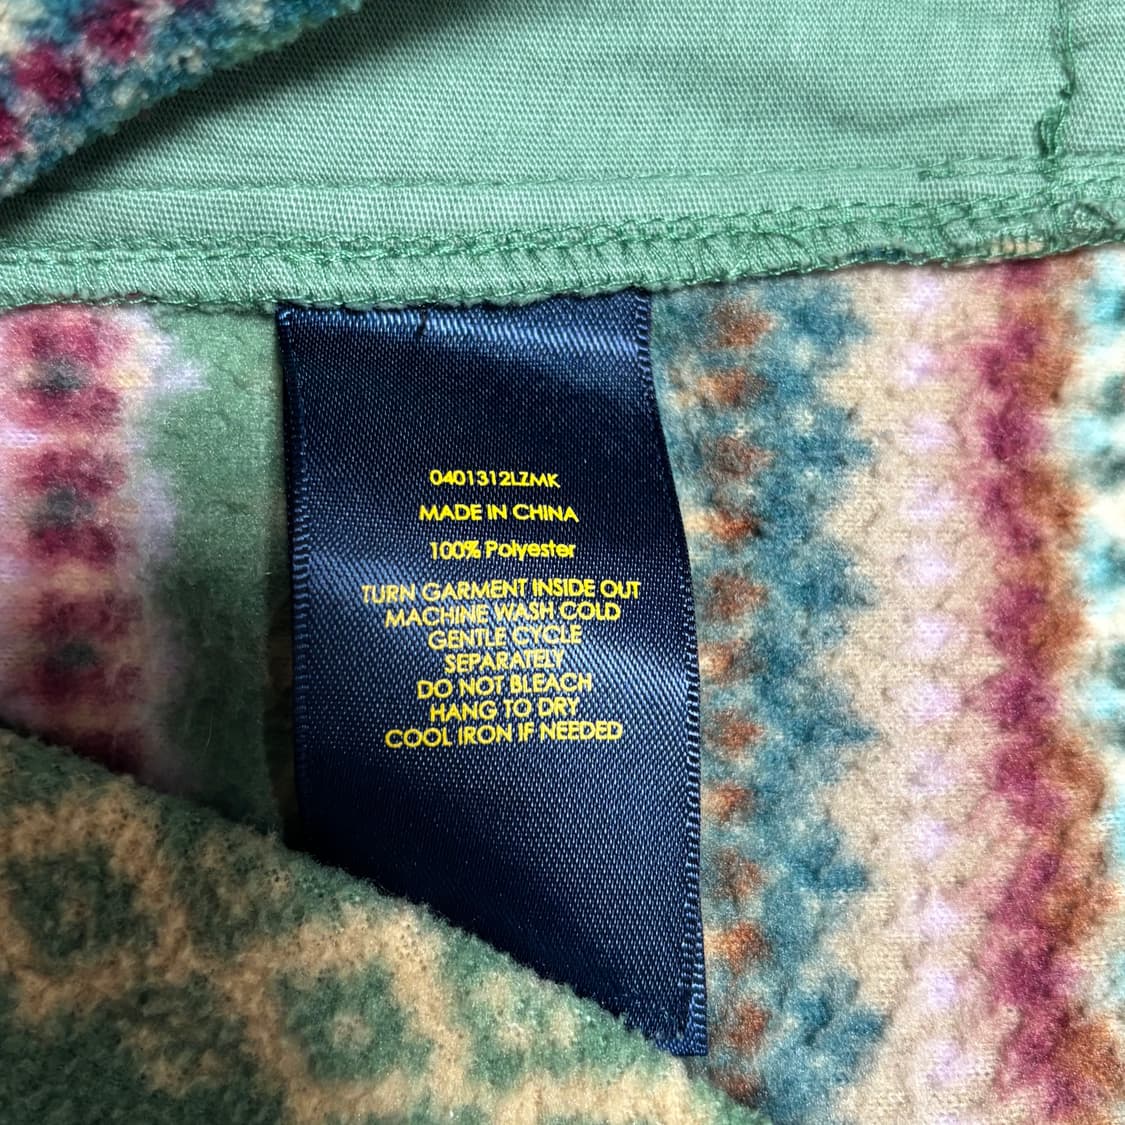 0401312LZMK
MADE IN CHINA
100% Polyester
TURN GARMENT INSIDE OUT
MACHINE WASH COLD
GENTLE CYCLE
SEPARATELY
DO NOT BLEACH
HANG TO DRY
COOL IRON IF NEEDED